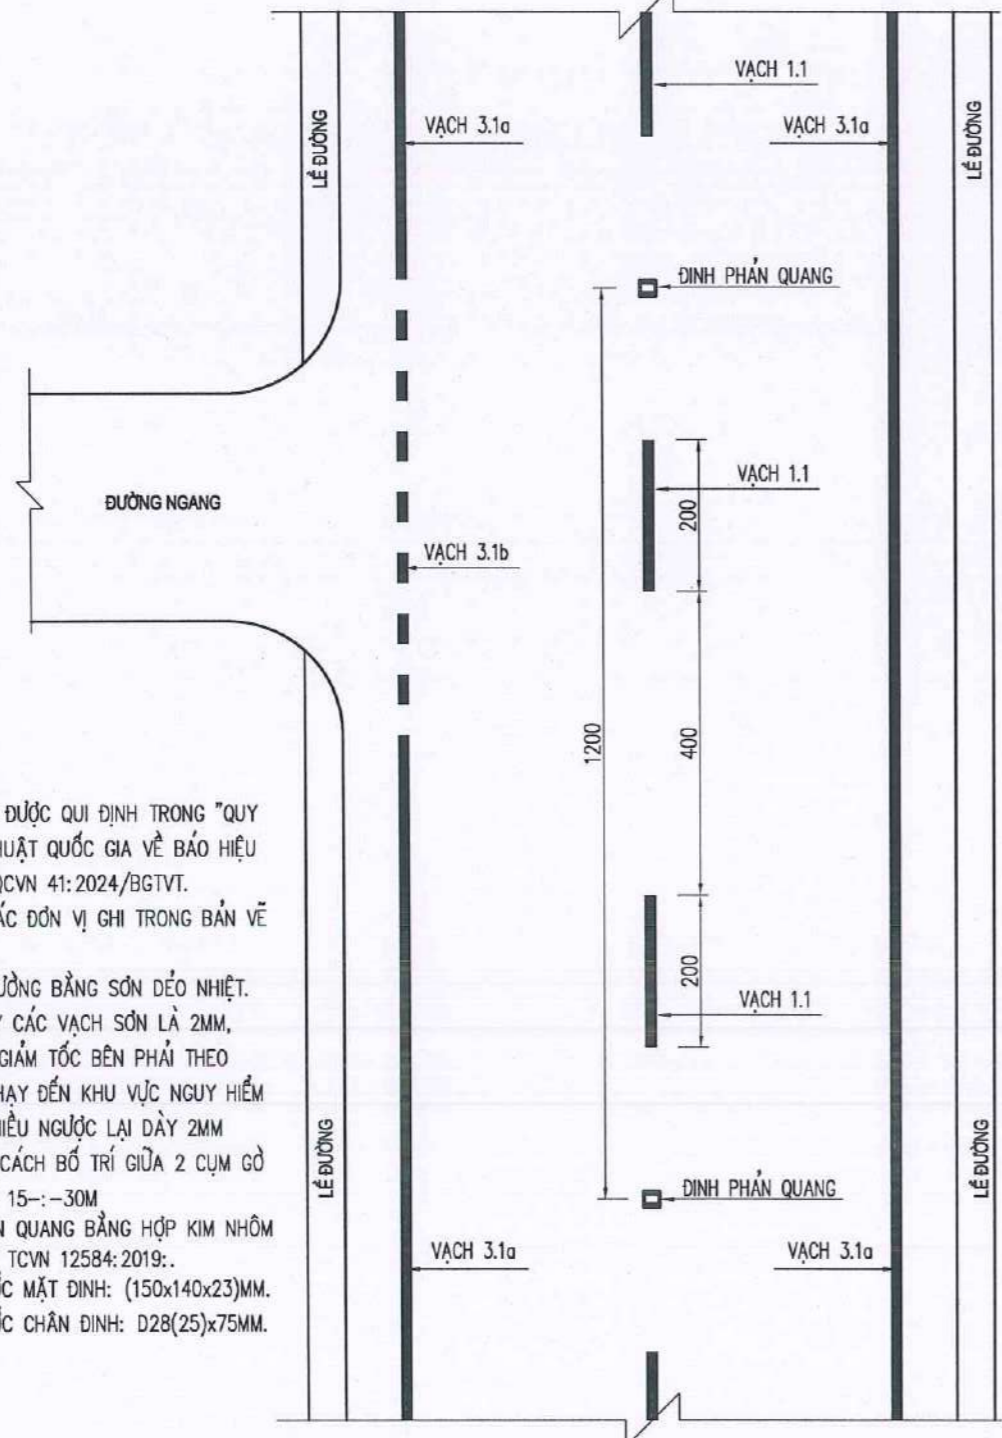 VẠCH 1.1
VẠCH 3.1a
VẠCH 3.1a
LỀ ĐƯỜNG
LỀ ĐƯỜNG
ĐINH PHẢN QUANG
VẠCH 1.1
200
ĐƯỜNG NGANG
VẠCH 3.1b
1200
400
ĐƯỢC QUI ĐỊNH TRONG "QUY
HUẬT QUỐC GIA VỀ BÁO HIỆU
QCVN 41:2024/BGTVT.
ÁC ĐƠN VỊ GHI TRONG BẢN VẼ
ƯỜNG BẰNG SƠN DẺO NHIỆT.
Y CÁC VẠCH SƠN LÀ 2MM,
GIẢM TỐC BÊN PHẢI THEO
HẠY ĐẾN KHU VỰC NGUY HIỂM
HIỀU NGƯỢC LẠI DÀY 2MM
CÁCH BỐ TRÍ GIỮA 2 CỤM GỜ
15-:-30M
N QUANG BẰNG HỢP KIM NHÔM
TCVN 12584:2019:.
ỚC MẶT ĐINH: (150x140x23)MM.
ỚC CHÂN ĐINH: D28(25)x75MM.
200
VẠCH 1.1
LỀ ĐƯỜNG
LỀ ĐƯỜNG
ĐINH PHẢN QUANG
VẠCH 3.1a
VẠCH 3.1a